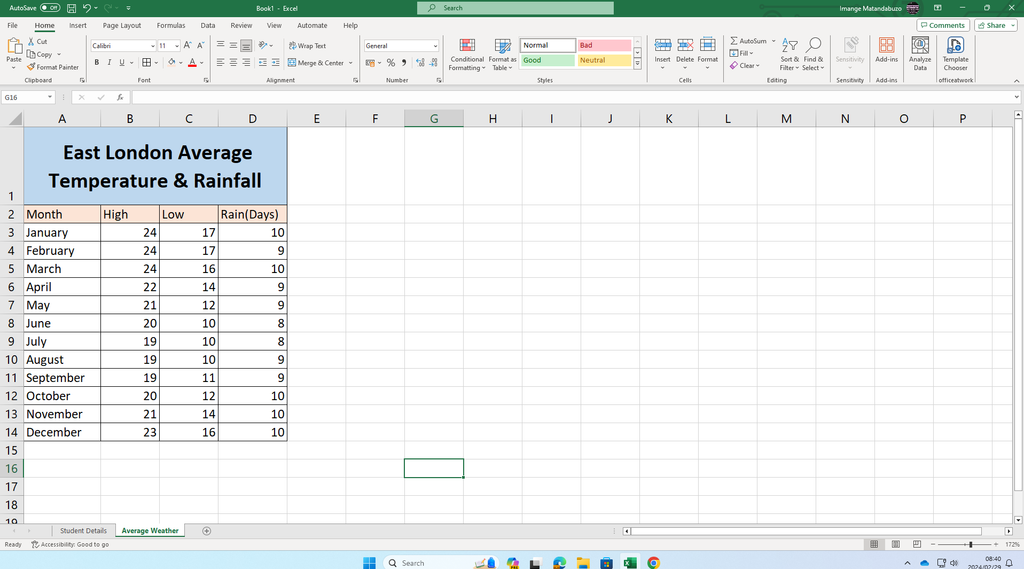 AutoSave Off Book1 - Excel Search Imange Matandabuzo
File Home Insert Page Layout Formulas Data Review View Automate Help Comments Share
Paste Cut Copy Format Painter Clipboard
Calibri 11 A A B I U A Font
Wrap Text Merge & Center Alignment
General % Number
Conditional Formatting Format as Table Normal Bad Good Neutral Styles
Insert Delete Format Cells
AutoSum Fill Clear Sort & Filter Find & Select Editing
Sensitivity Sensitivity
Add-ins Add-ins
Analyze Data
Template Chooser officeatwork
G16 fx
A B C D E F G H I J K L M N O P
East London Average
Temperature & Rainfall
1
2 Month High Low Rain(Days)
3 January 24 17 10
4 February 24 17 9
5 March 24 16 10
6 April 22 14 9
7 May 21 12 9
8 June 20 10 8
9 July 19 10 8
10 August 19 10 9
11 September 19 11 9
12 October 20 12 10
13 November 21 14 10
14 December 23 16 10
15
16
17
18
19
Student Details Average Weather
Ready Accessibility: Good to go 172%
Search 08:40
2024/02/29